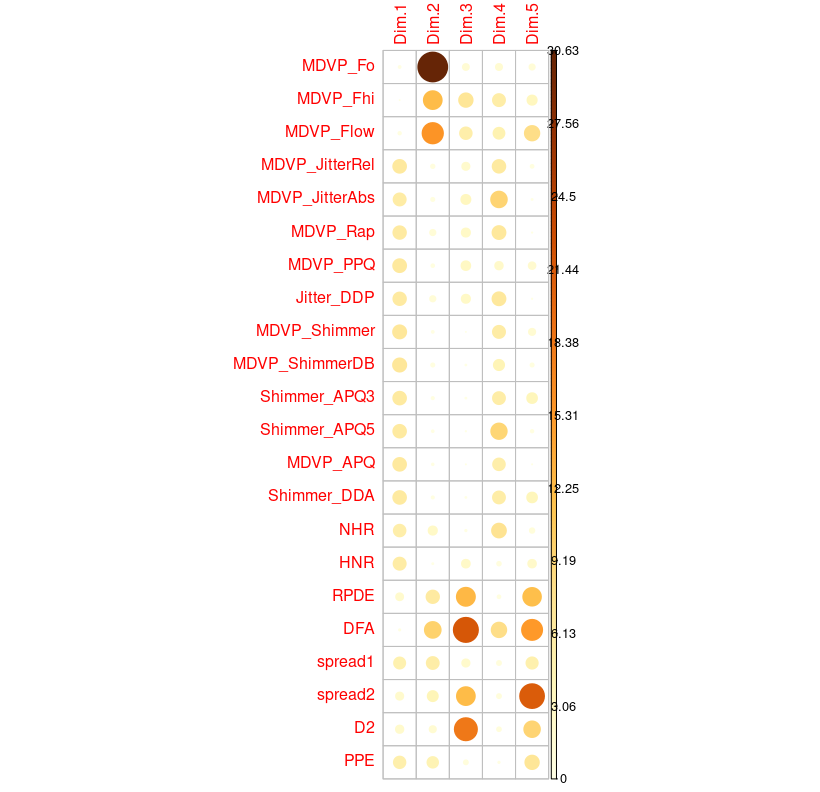 Dim.1 Dim.2 Dim.3 Dim.4 Dim.5
MDVP_Fo
MDVP_Fhi
MDVP_Flow
MDVP_JitterRel
MDVP_JitterAbs
MDVP_Rap
MDVP_PPQ
Jitter_DDP
MDVP_Shimmer
MDVP_ShimmerDB
Shimmer_APQ3
Shimmer_APQ5
MDVP_APQ
Shimmer_DDA
NHR
HNR
RPDE
DFA
spread1
spread2
D2
PPE
30.63
27.56
24.5
21.44
18.38
15.31
12.25
9.19
6.13
3.06
0